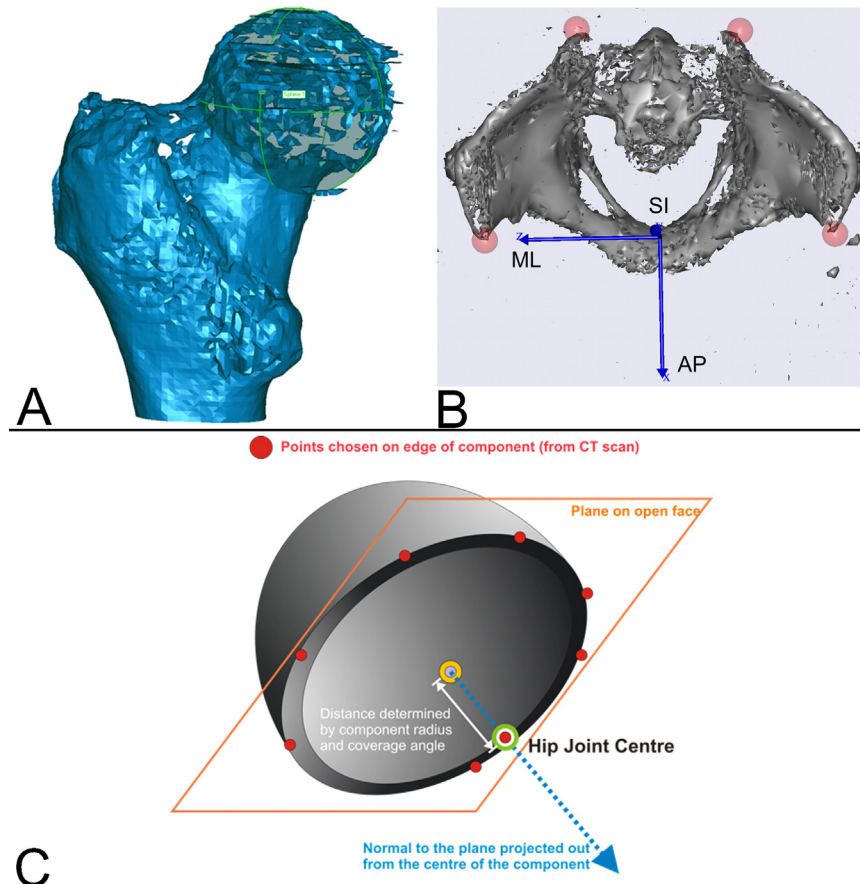 Sphere 1
A
SI
z
ML
AP
x
B
Points chosen on edge of component (from CT scan)
Plane on open face
Distance determined
by component radius
and coverage angle
Hip Joint Centre
Normal to the plane projected out
from the centre of the component
C